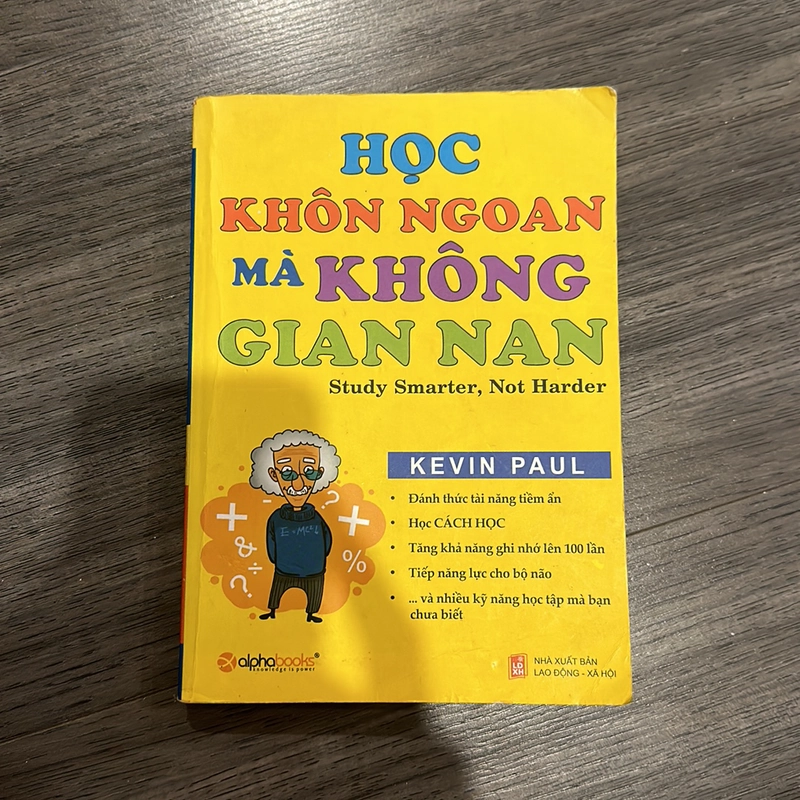 HỌC
KHÔN NGOAN
MÀ KHÔNG
GIAN NAN
Study Smarter, Not Harder
KEVIN PAUL
• Đánh thức tài năng tiềm ẩn
• Học CÁCH HỌC
• Tăng khả năng ghi nhớ lên 100 lần
• Tiếp năng lực cho bộ não
• ... và nhiều kỹ năng học tập mà bạn
chưa biết
+ - ? +
& ÷ %
?
alphabooks®
knowledge is power
LĐ
XH
NHÀ XUẤT BẢN
LAO ĐỘNG - XÃ HỘI